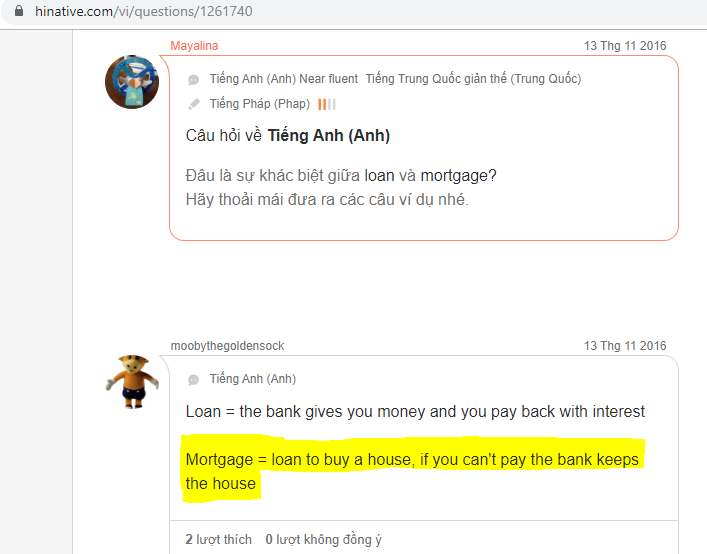 hinative.com/vi/questions/1261740
Mayalina
13 Thg 11 2016
Tiếng Anh (Anh) Near fluent Tiếng Trung Quốc giản thế (Trung Quốc)
Tiếng Pháp (Phap)
Câu hỏi về Tiếng Anh (Anh)
Đâu là sự khác biệt giữa loan và mortgage?
Hãy thoải mái đưa ra các câu ví dụ nhé.
moobythegoldensock
13 Thg 11 2016
Tiếng Anh (Anh)
Loan = the bank gives you money and you pay back with interest
Mortgage = loan to buy a house, if you can't pay the bank keeps
the house
2 lượt thích 0 lượt không đồng ý